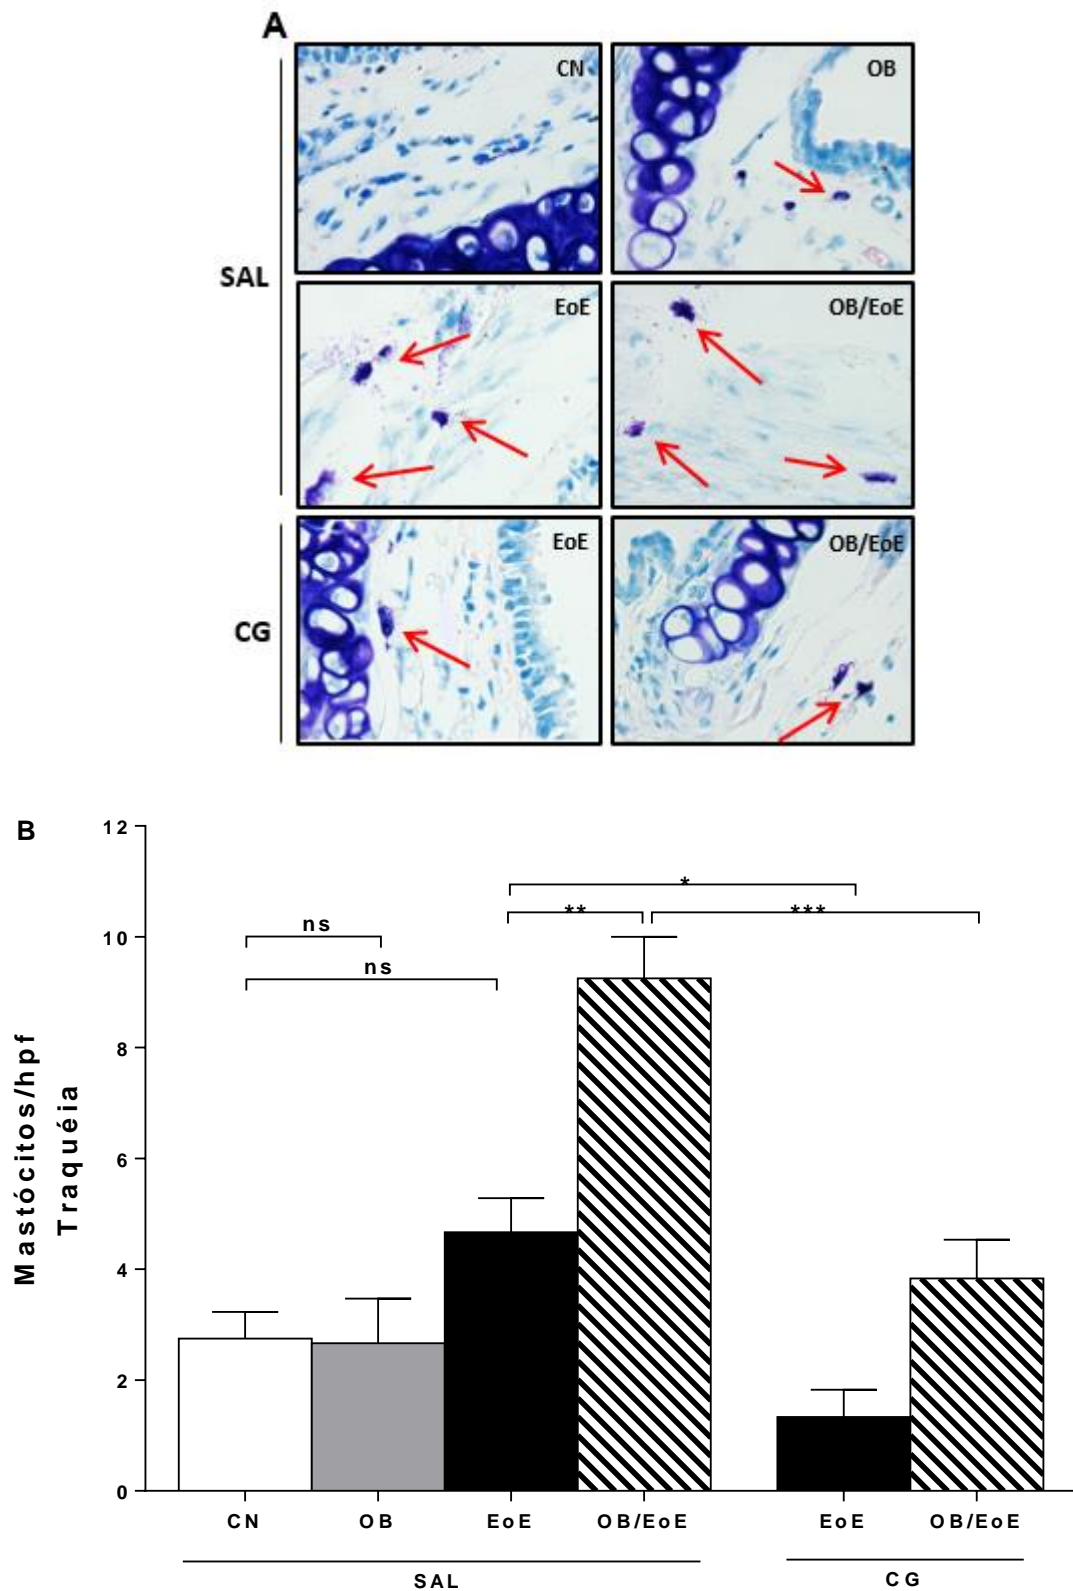 A
CN
OB
SAL
EoE
OB/EoE
EoE
OB/EoE
CG
B
12
10
8
6
4
2
0
Mastócitos/hpf
Traquéia
*
** ***
ns
ns
CN OB EoE OB/EoE EoE OB/EoE
SAL CG